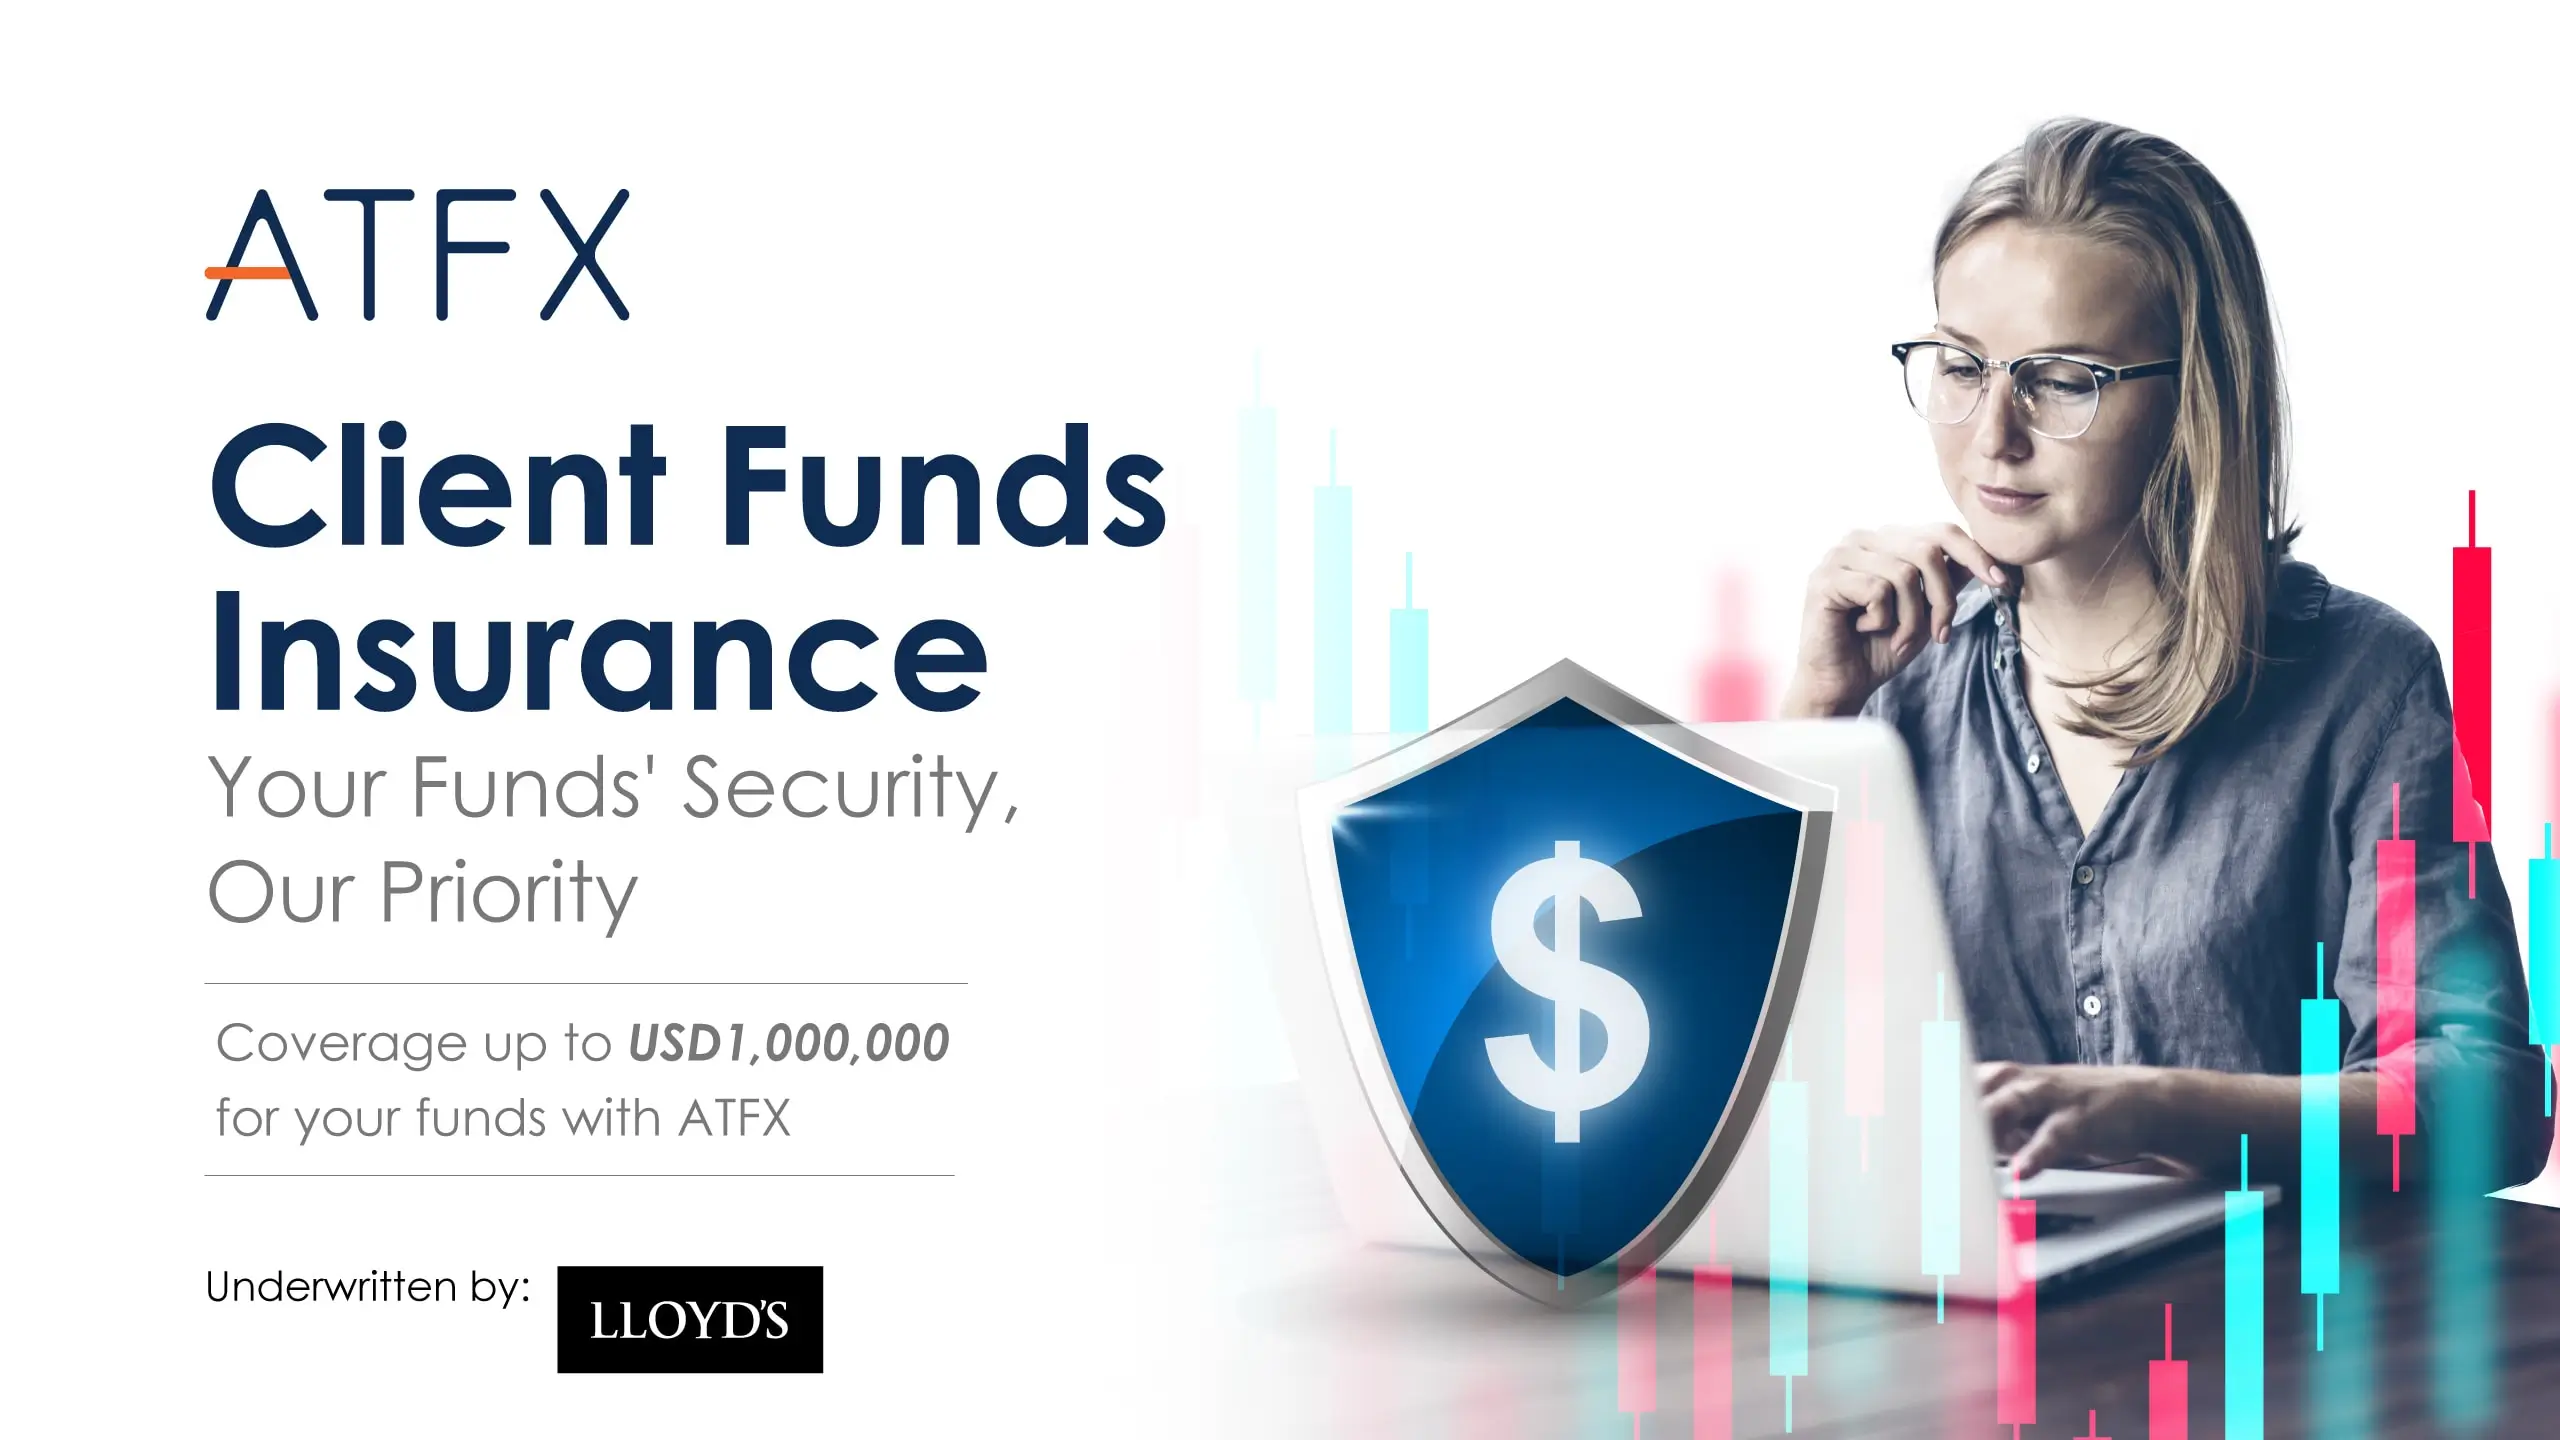 ATFX
Client Funds
Insurance
Your Funds' Security,
Our Priority
Coverage up to USD1,000,000
for your funds with ATFX
Underwritten by:
LLOYD'S
$